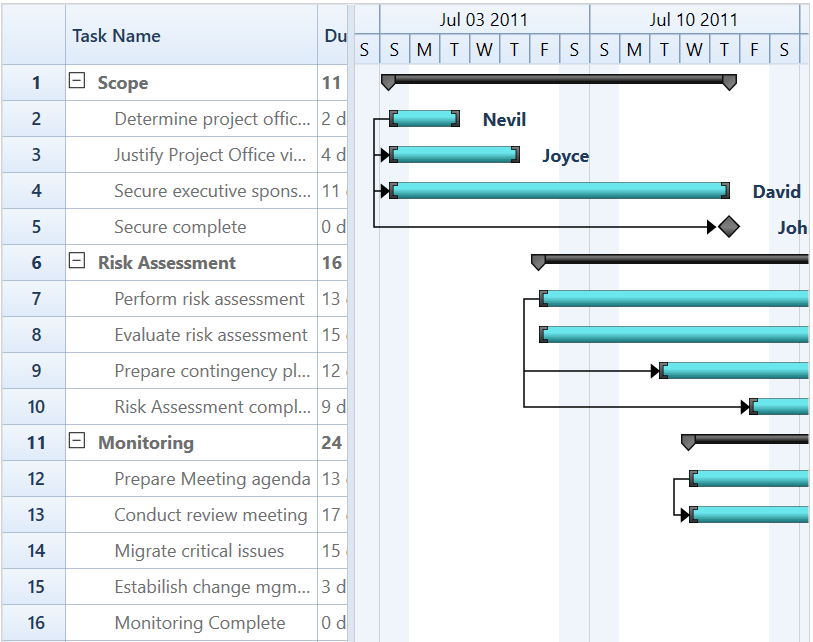 Task Name Du Jul 03 2011 Jul 10 2011
S S M T W T F S S M T W T F S
1 Scope 11
2 Determine project offic... 2 d Nevil
3 Justify Project Office vi... 4 d Joyce
4 Secure executive spons... 11 David
5 Secure complete 0 d Joh
6 Risk Assessment 16
7 Perform risk assessment 13
8 Evaluate risk assessment 15
9 Prepare contingency pl... 12
10 Risk Assessment compl... 9 d
11 Monitoring 24
12 Prepare Meeting agenda 13
13 Conduct review meeting 17
14 Migrate critical issues 15
15 Estabilish change mgm... 3 d
16 Monitoring Complete 0 d